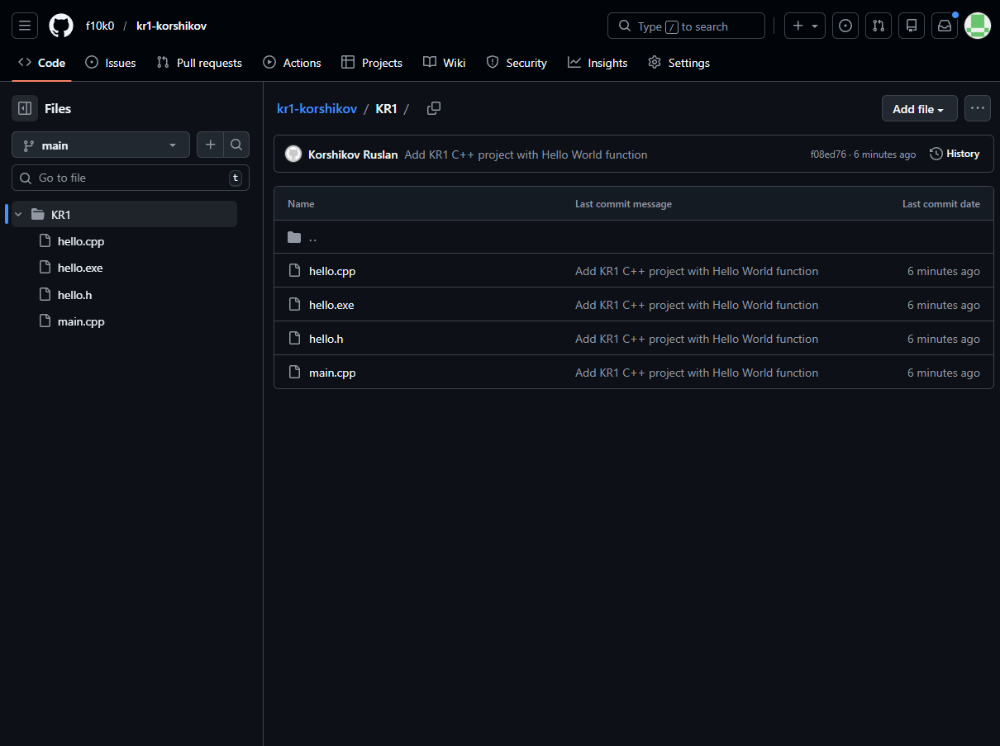 f10k0 / kr1-korshikov
Type / to search
Code Issues Pull requests Actions Projects Wiki Security Insights Settings
Files
main
Go to file t
KR1
hello.cpp
hello.exe
hello.h
main.cpp
kr1-korshikov / KR1 /
Add file
Korshikov Ruslan Add KR1 C++ project with Hello World function f08ed76 · 6 minutes ago History
Name Last commit message Last commit date
..
hello.cpp Add KR1 C++ project with Hello World function 6 minutes ago
hello.exe Add KR1 C++ project with Hello World function 6 minutes ago
hello.h Add KR1 C++ project with Hello World function 6 minutes ago
main.cpp Add KR1 C++ project with Hello World function 6 minutes ago